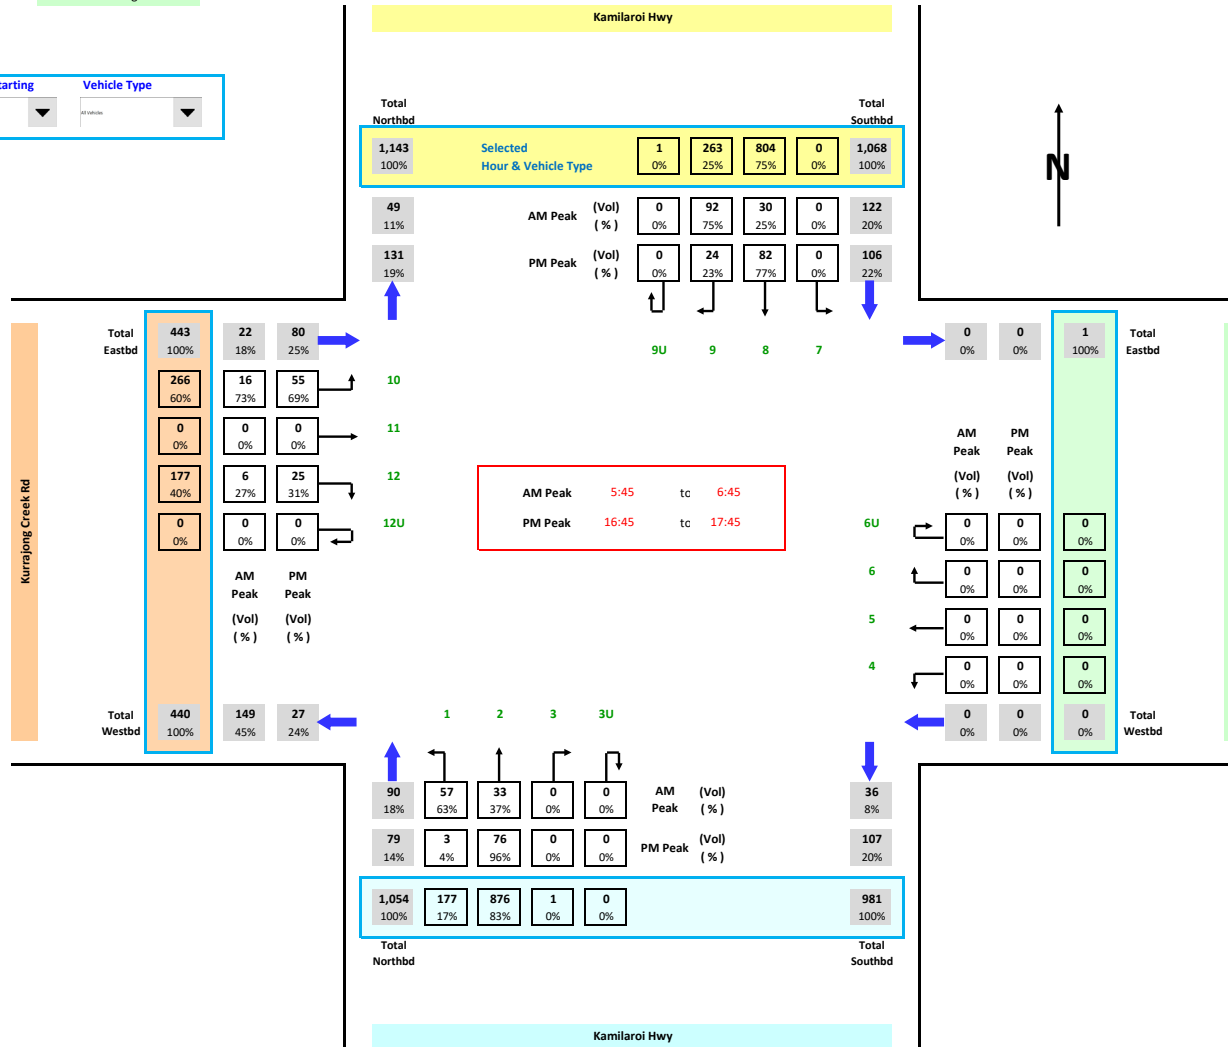 Kamilaroi Hwy
tarting Vehicle Type
All Vehicles
Total Northbd
Total Southbd
1,143 Selected 1 263 804 0 1,068
100% Hour & Vehicle Type 0% 25% 75% 0% 100%
49 AM Peak (Vol) 0 92 30 0 122
11% ( % ) 0% 75% 25% 0% 20%
131 PM Peak (Vol) 0 24 82 0 106
19% ( % ) 0% 23% 77% 0% 22%
N
Total 443 22 80
Eastbd 100% 18% 25%
9U 9 8 7
0 0 1 Total
0% 0% 100% Eastbd
266 16 55 10
60% 73% 69%
0 0 0 11
0% 0% 0%
177 6 25 12
40% 27% 31%
0 0 0 12U
0% 0% 0%
AM PM
Peak Peak
(Vol) (Vol)
( % ) ( % )
Kurrajong Creek Rd
AM Peak 5:45 to 6:45
PM Peak 16:45 to 17:45
AM PM
Peak Peak
(Vol) (Vol)
( % ) ( % )
6U 0 0 0
0% 0% 0%
6 0 0 0
0% 0% 0%
5 0 0 0
0% 0% 0%
4 0 0 0
0% 0% 0%
Total 440 149 27
Westbd 100% 45% 24%
1 2 3 3U
0 0 0 Total
0% 0% 0% Westbd
90 57 33 0 0 AM (Vol) 36
18% 63% 37% 0% 0% Peak ( % ) 8%
79 3 76 0 0 PM Peak (Vol) 107
14% 4% 96% 0% 0% ( % ) 20%
1,054 177 876 1 0 981
100% 17% 83% 0% 0% 100%
Total Total
Northbd Southbd
Kamilaroi Hwy